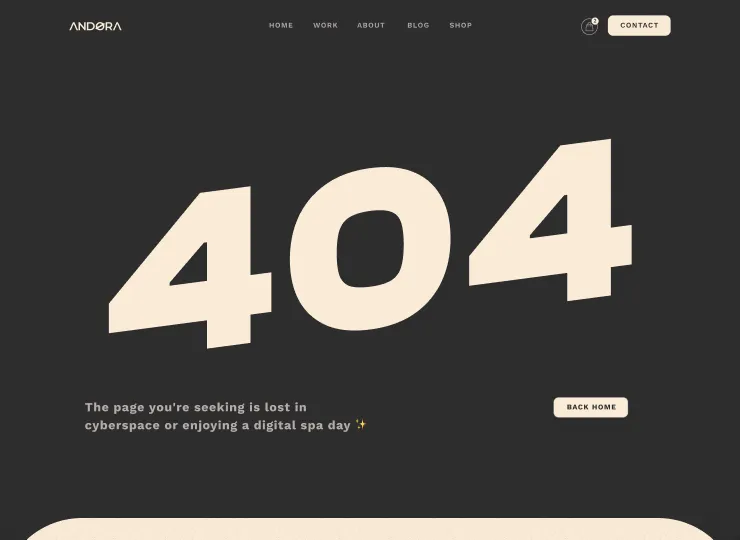 ANDØRA
HOME WORK ABOUT BLOG SHOP
2
CONTACT
404
The page you're seeking is lost in
cyberspace or enjoying a digital spa day ✨
BACK HOME